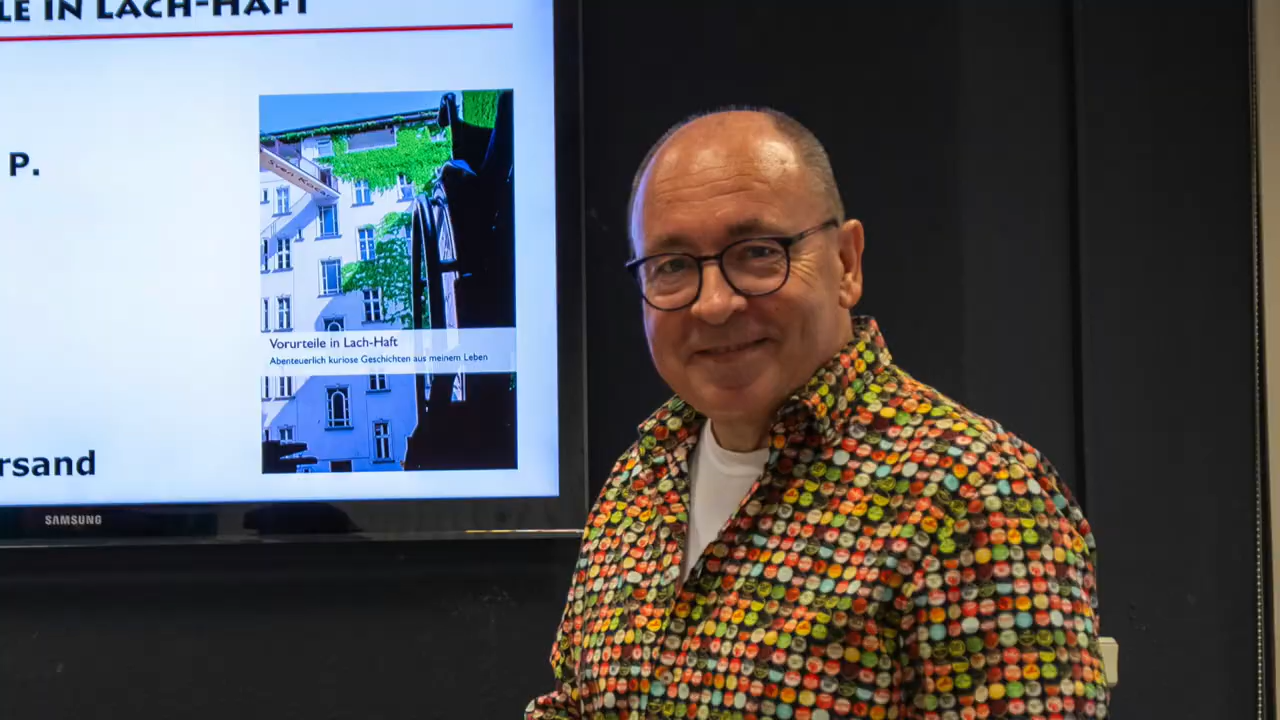 LE IN LACH-HAFT
P.
Vorurteile in Lach-Haft
Abenteuerlich kuriose Geschichten aus meinem Leben
rsand
SAMSUNG